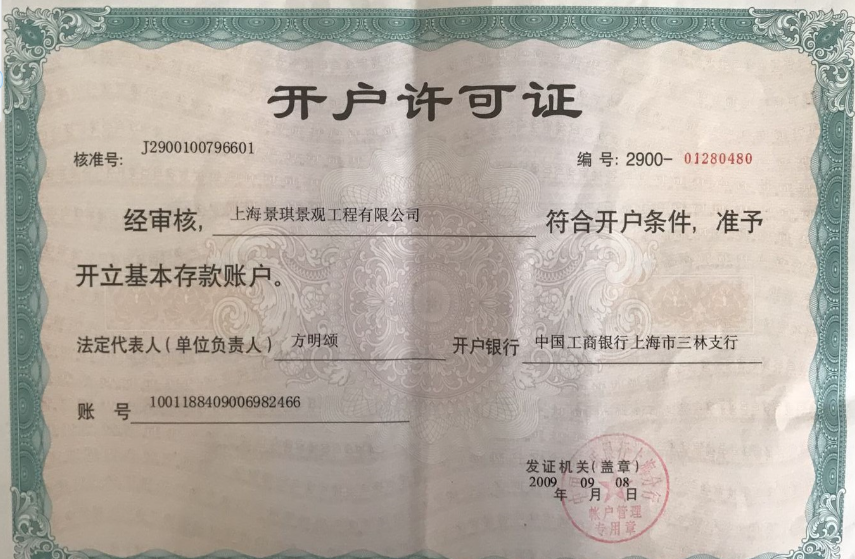 开户许可证
核准号: J2900100796601
编 号: 2900- 01280480
经审核, 上海景琪景观工程有限公司 符合开户条件, 准予
开立基本存款账户。
法定代表人(单位负责人) 方明颂 开户银行 中国工商银行上海市三林支行
账 号 1001188409006982466
发证机关(盖章)
2009 年 09 月 08 日
帐户管理
专用章